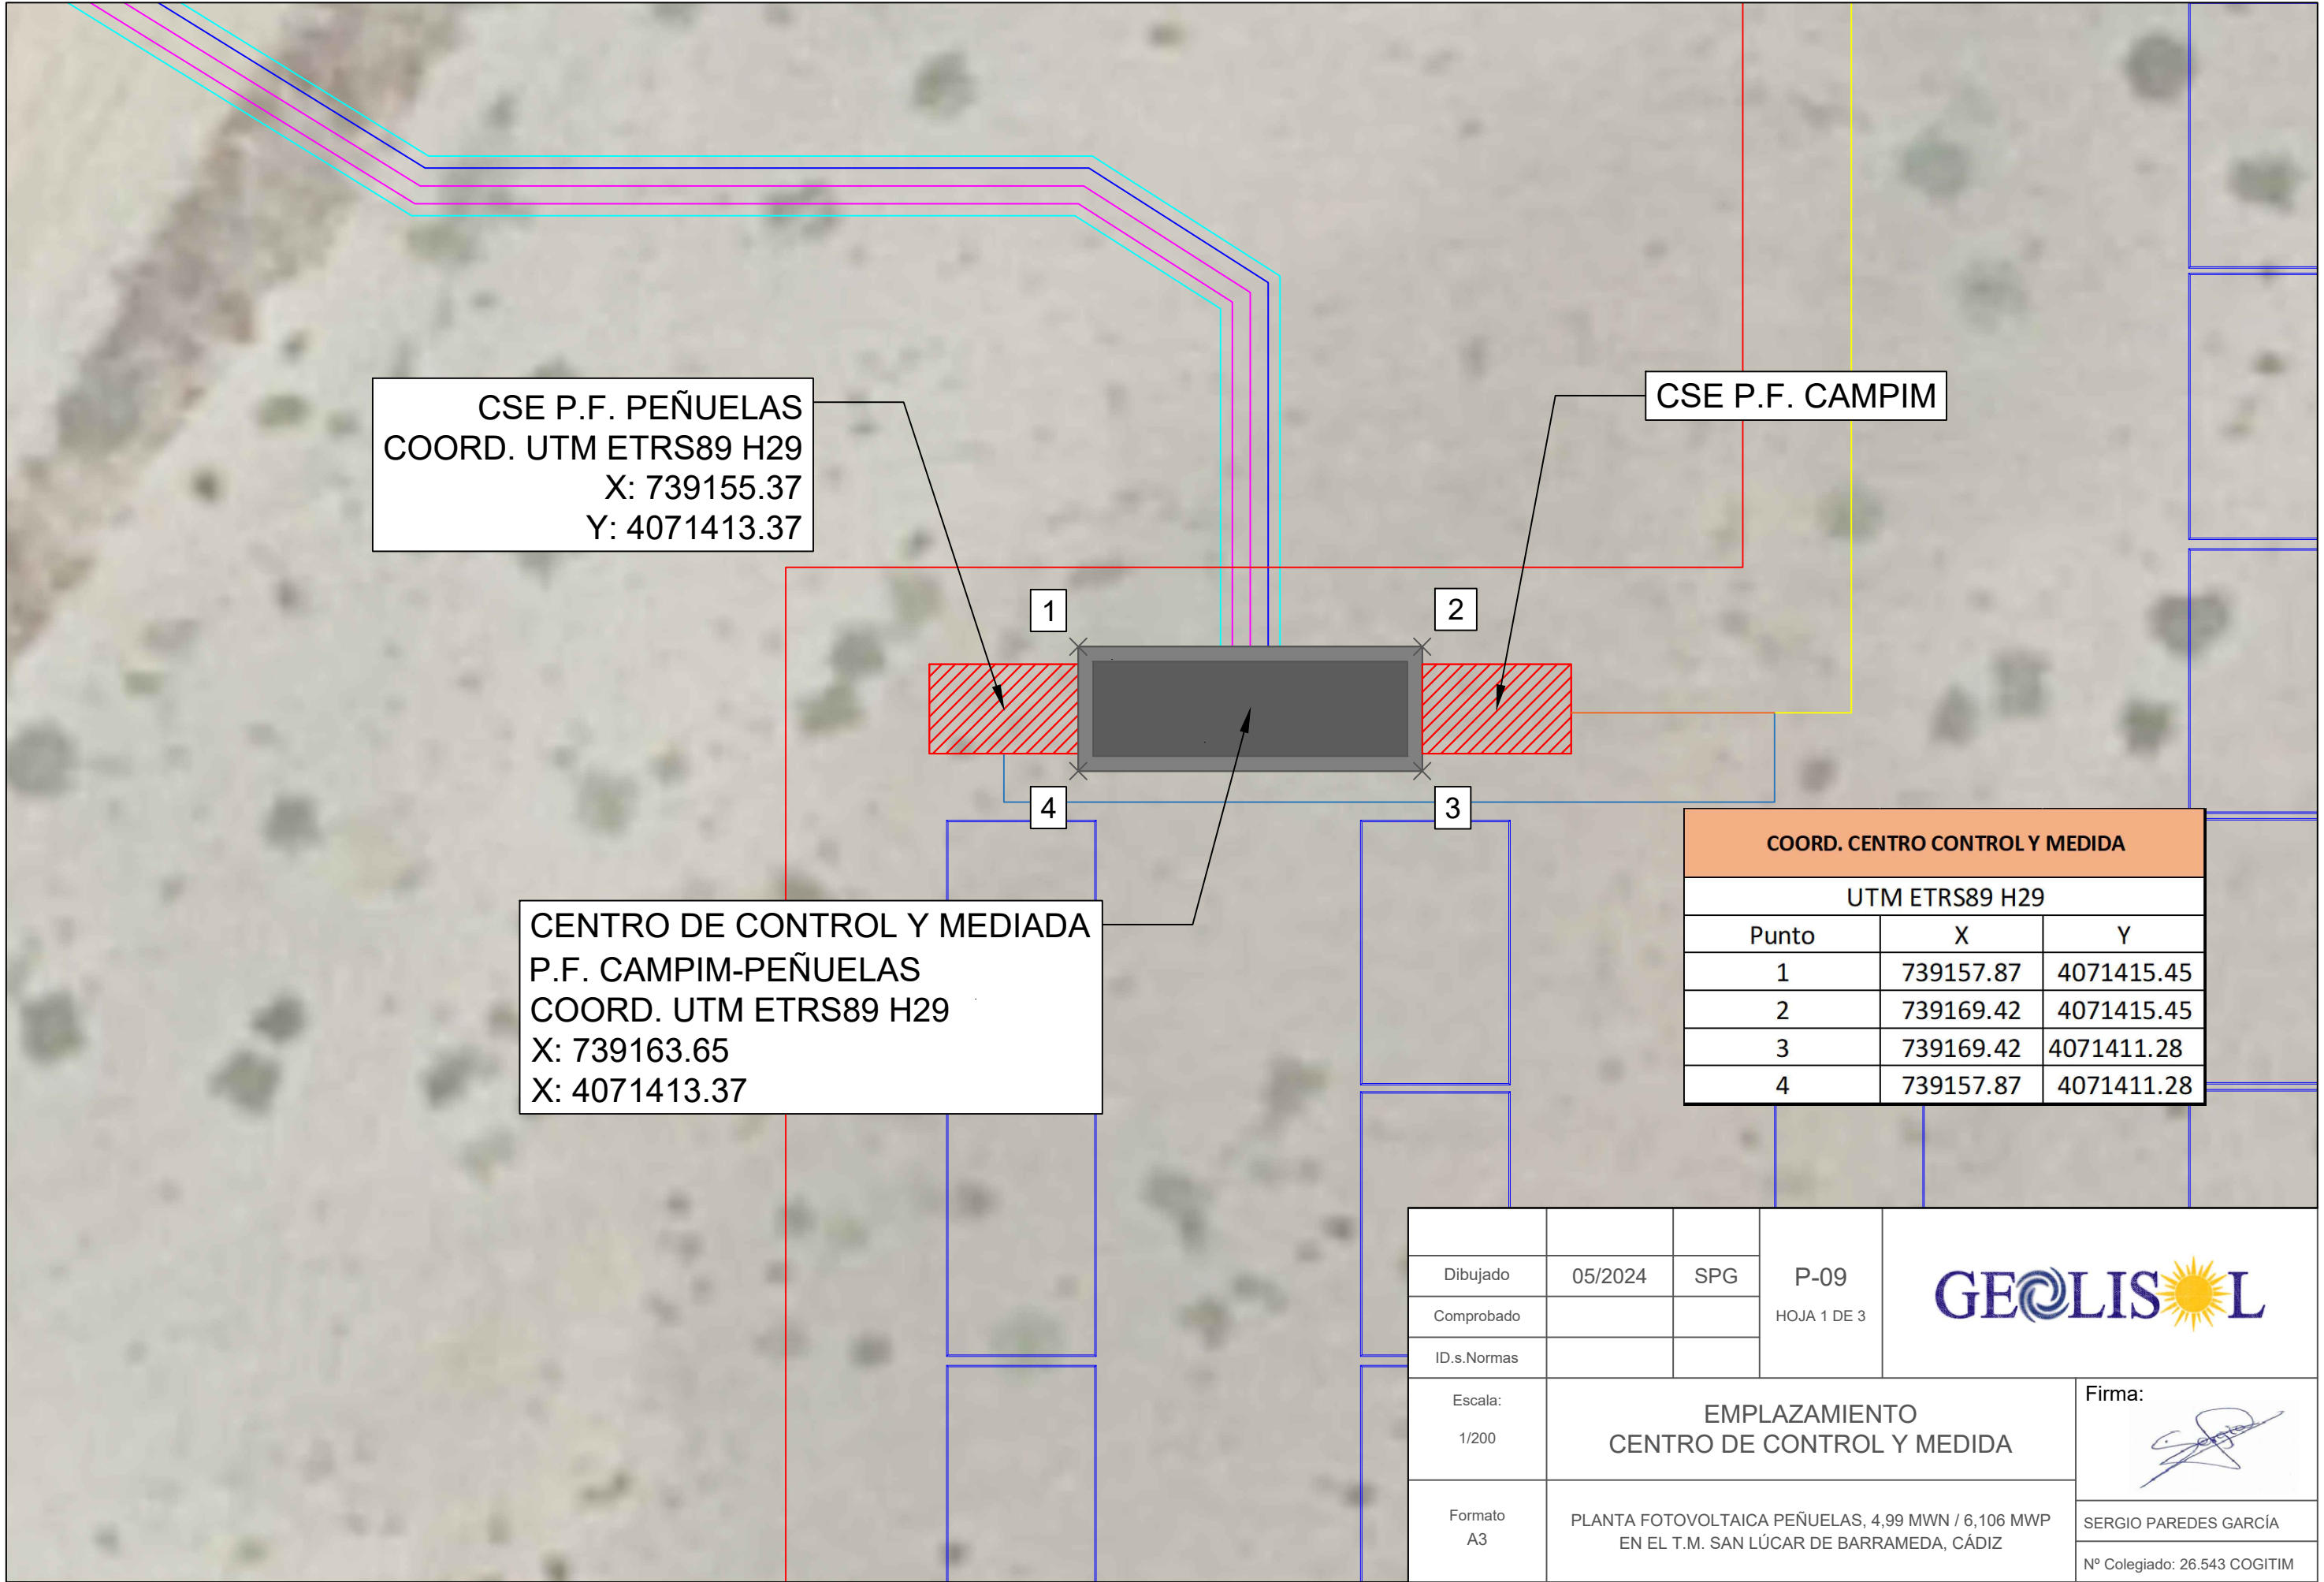 CSE P.F. PEÑUELAS
COORD. UTM ETRS89 H29
X: 739155.37
Y: 4071413.37
CSE P.F. CAMPIM
1
2
4
3
CENTRO DE CONTROL Y MEDIADA
P.F. CAMPIM-PEÑUELAS
COORD. UTM ETRS89 H29
X: 739163.65
X: 4071413.37
COORD. CENTRO CONTROL Y MEDIDA
UTM ETRS89 H29
Punto X Y
1 739157.87 4071415.45
2 739169.42 4071415.45
3 739169.42 4071411.28
4 739157.87 4071411.28
Dibujado 05/2024 SPG
Comprobado
ID.s.Normas
P-09
HOJA 1 DE 3
GEOLISOL
Escala:
1/200
EMPLAZAMIENTO
CENTRO DE CONTROL Y MEDIDA
Firma:
Sergio
Formato
A3
PLANTA FOTOVOLTAICA PEÑUELAS, 4,99 MWN / 6,106 MWP
EN EL T.M. SAN LÚCAR DE BARRAMEDA, CÁDIZ
SERGIO PAREDES GARCÍA
Nº Colegiado: 26.543 COGITIM